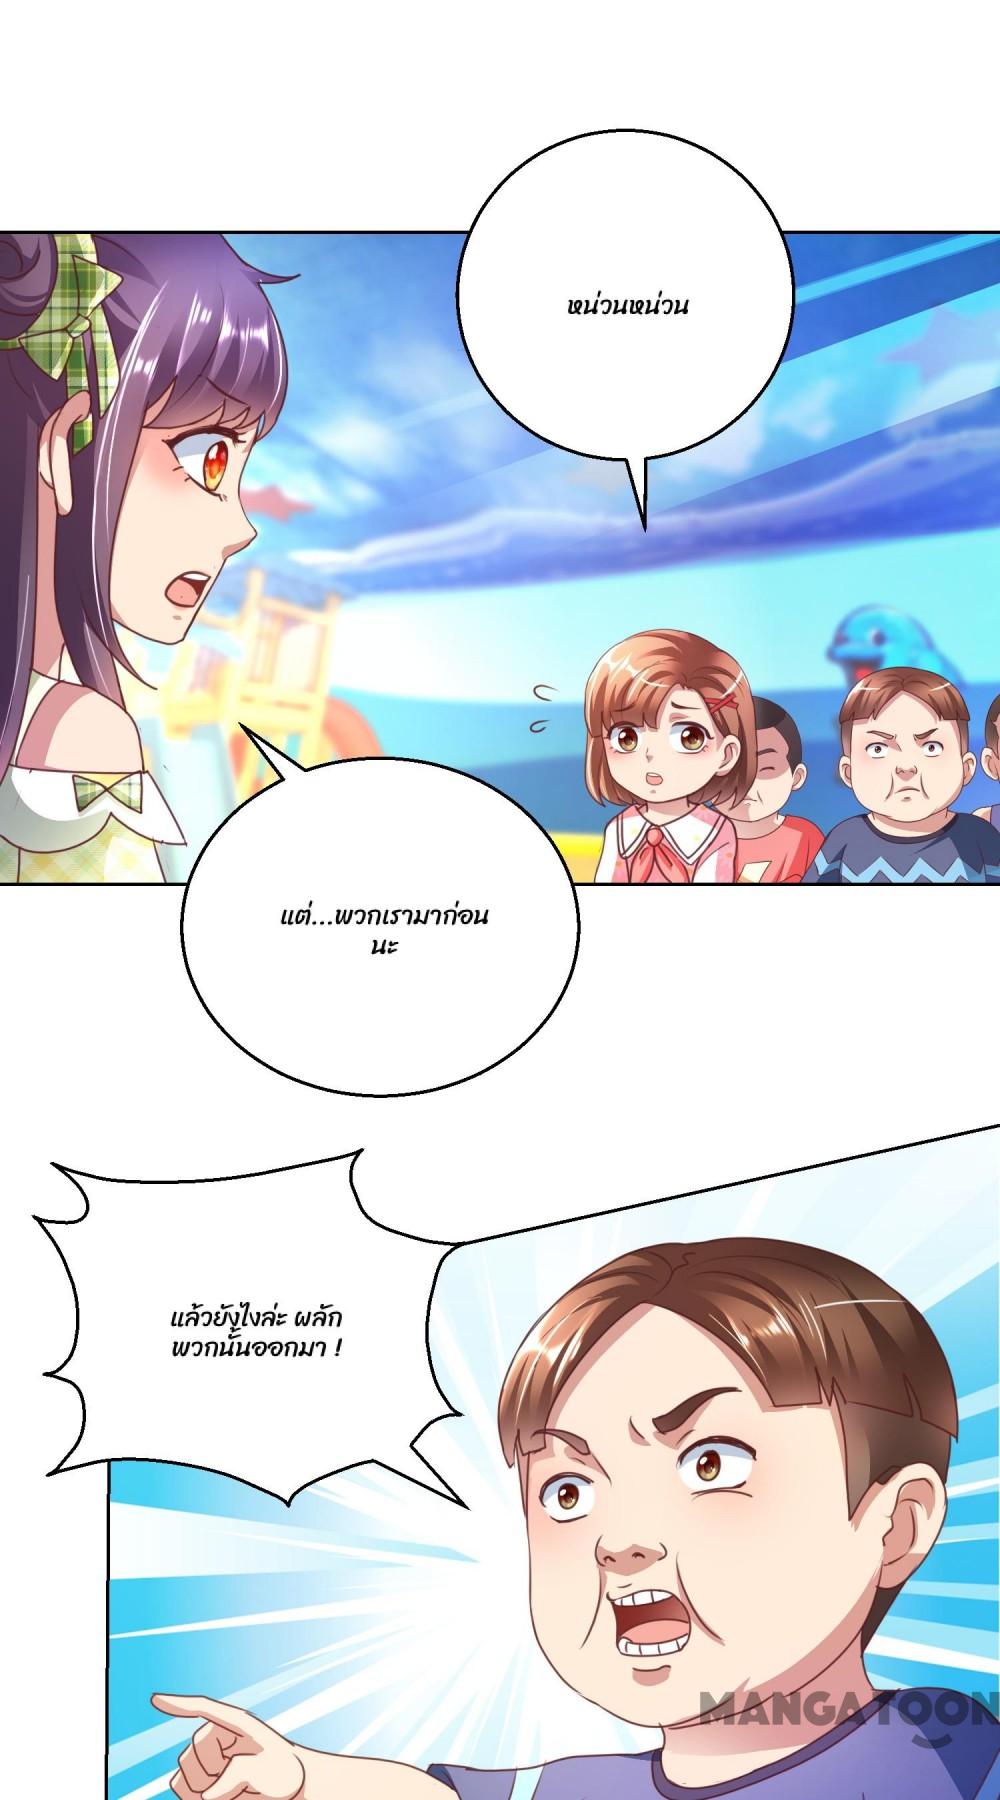 หน่วนหน่วน
แต่...พวกเรามาก่อน
นะ
แล้วยังไงล่ะ ผลัก
พวกนั้นออกมา !
MANGATOON